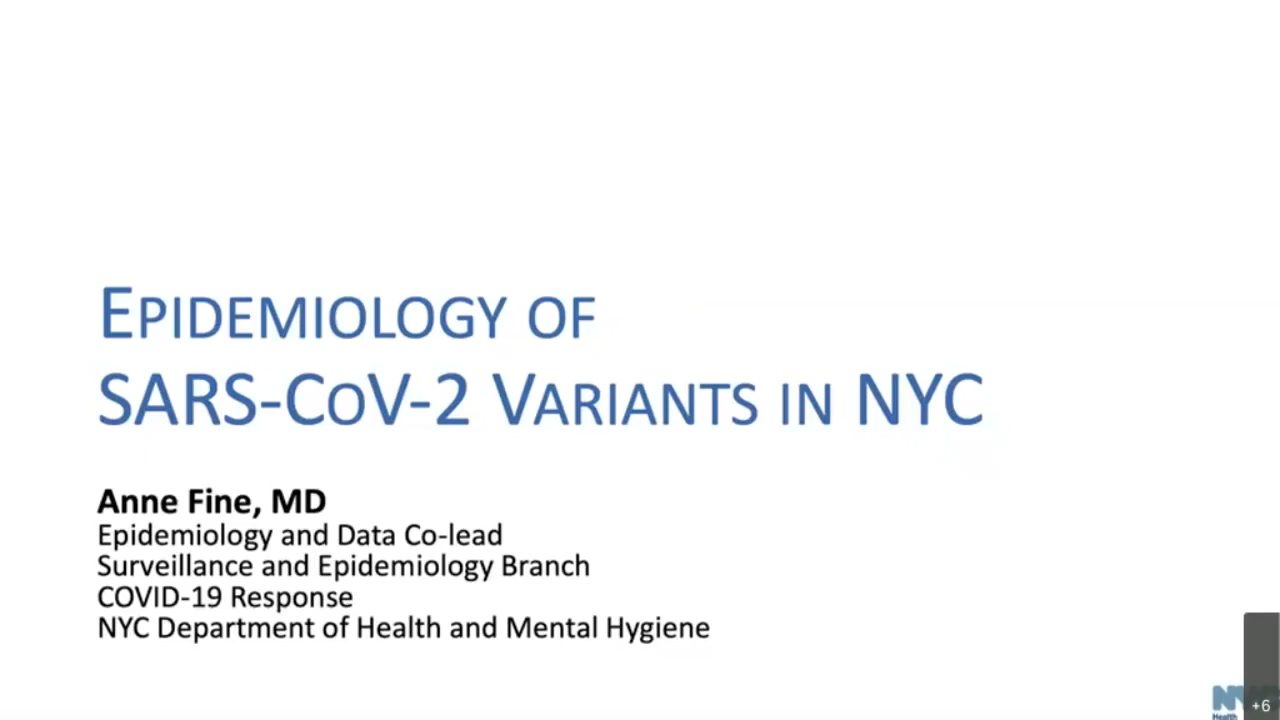 Epidemiology of
SARS-CoV-2 Variants in NYC
Anne Fine, MD
Epidemiology and Data Co-lead
Surveillance and Epidemiology Branch
COVID-19 Response
NYC Department of Health and Mental Hygiene
Health
+6